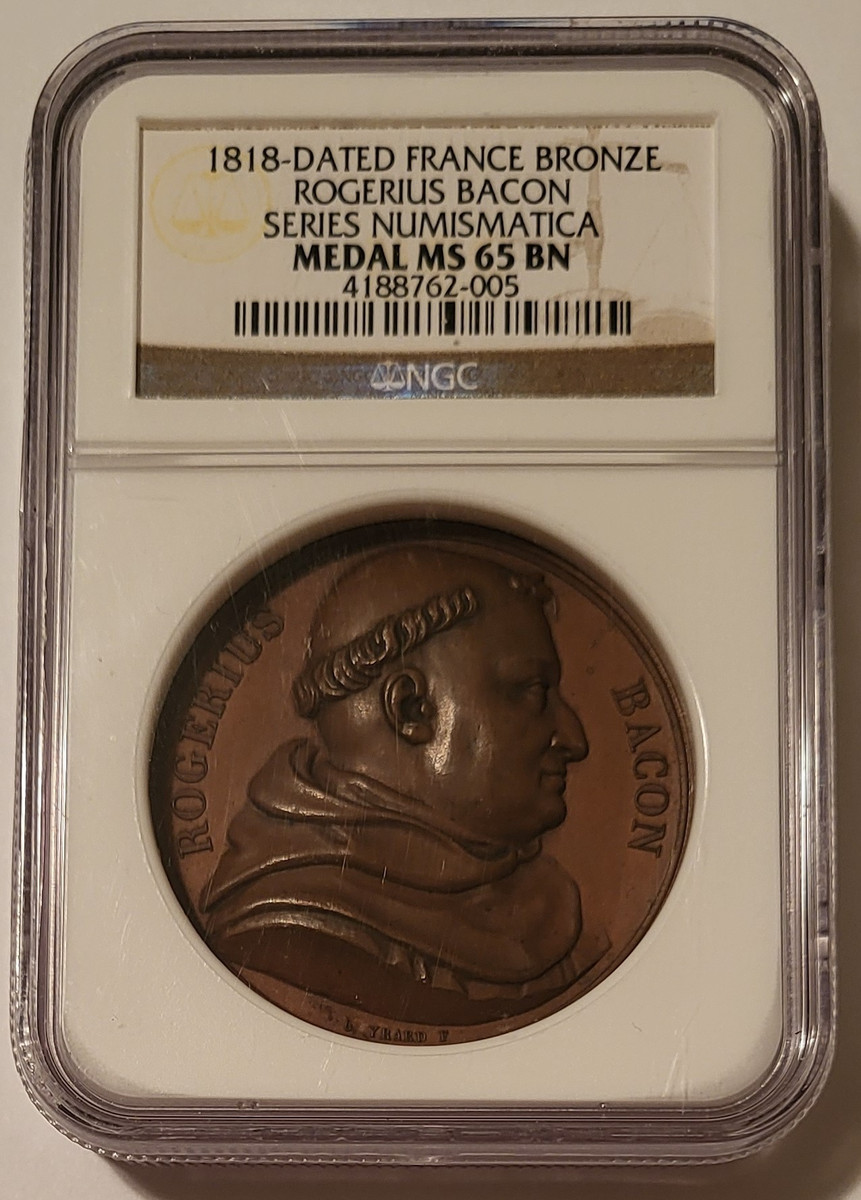 1818-DATED FRANCE BRONZE
ROGERIUS BACON
SERIES NUMISMATICA
MEDAL MS 65 BN
4188762-005
NGC
ROGERIUS BACON
F